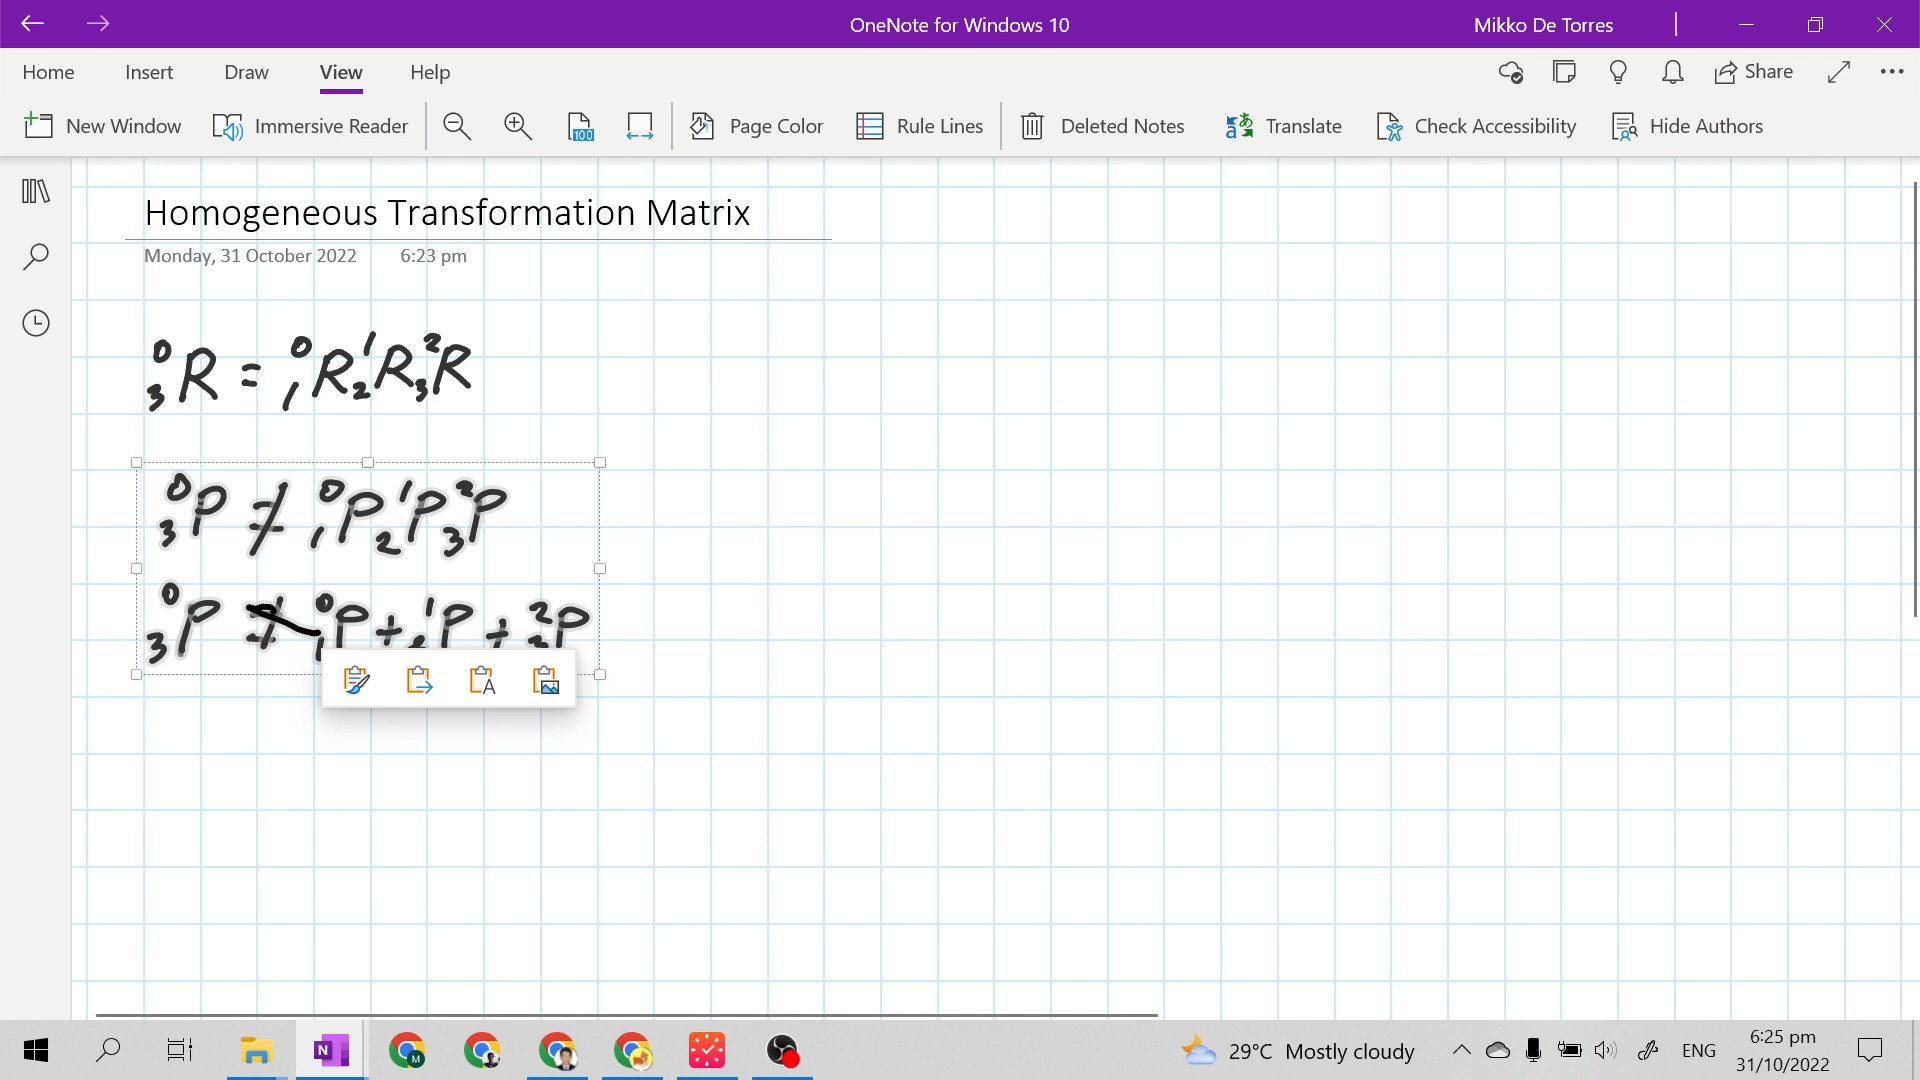 OneNote for Windows 10
Mikko De Torres
Home Insert Draw View Help
Share
New Window Immersive Reader 100 Page Color Rule Lines Deleted Notes Translate Check Accessibility Hide Authors
Homogeneous Transformation Matrix
Monday, 31 October 2022 6:23 pm
⁰₃R = ⁰₁R ¹₂R ²₃R
⁰₃P ≠ ⁰₁P ¹₂P ²₃P
⁰₃P ≠ ⁰₁P + ¹₂P + ²₃P
29°C Mostly cloudy
ENG
6:25 pm
31/10/2022